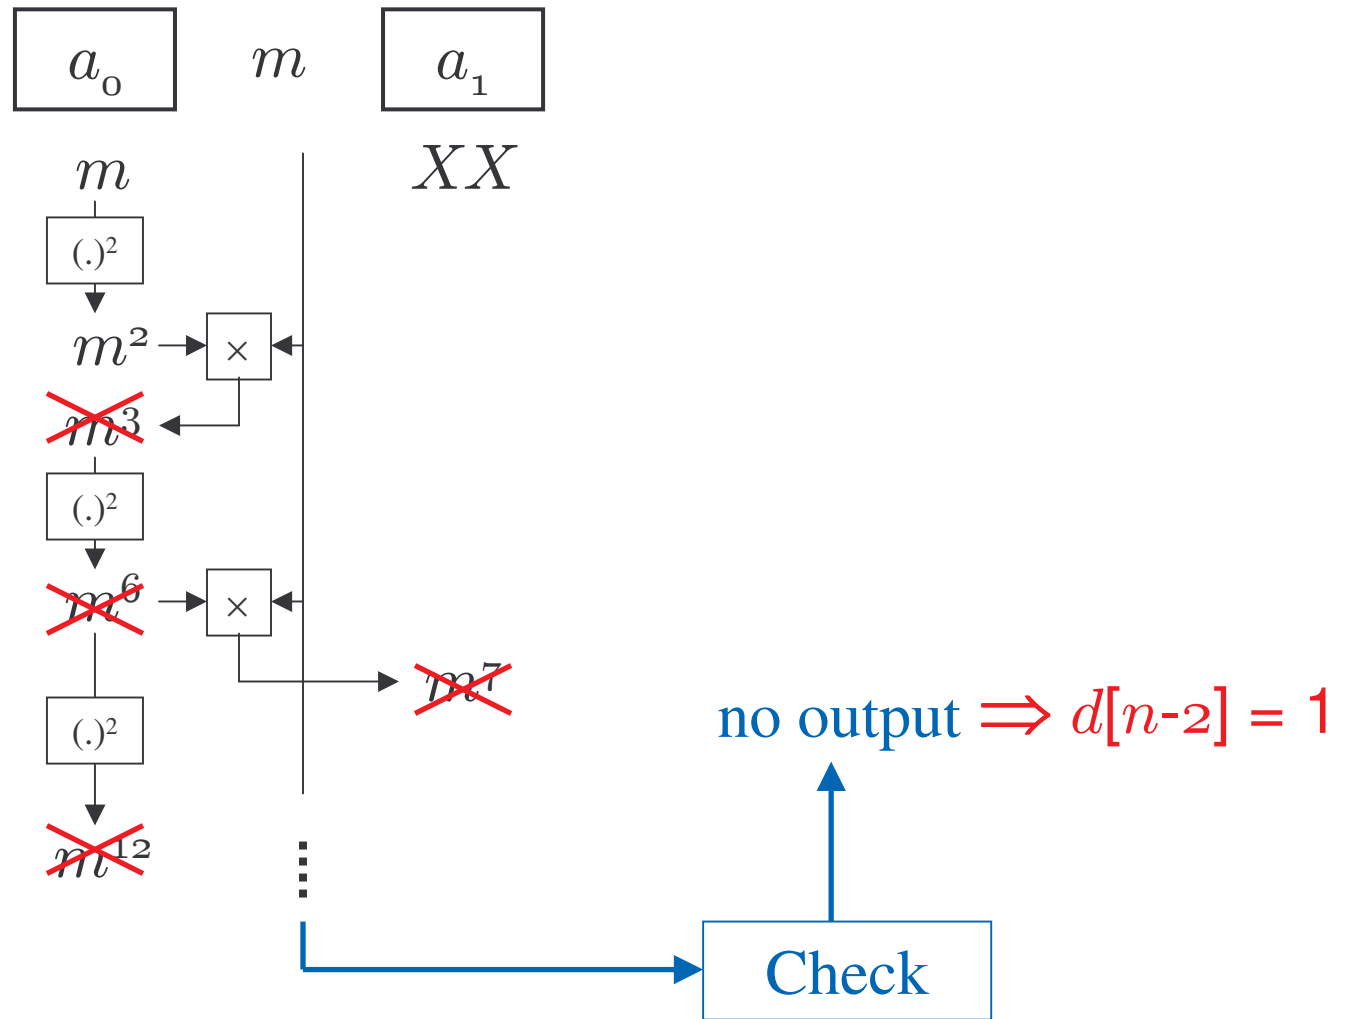 a₀ m a₁
m XX
(.)²
m² ×
m³
(.)²
m⁶ ×
m⁷
no output ⟹ d[n-2] = 1
(.)²
m¹²
Check